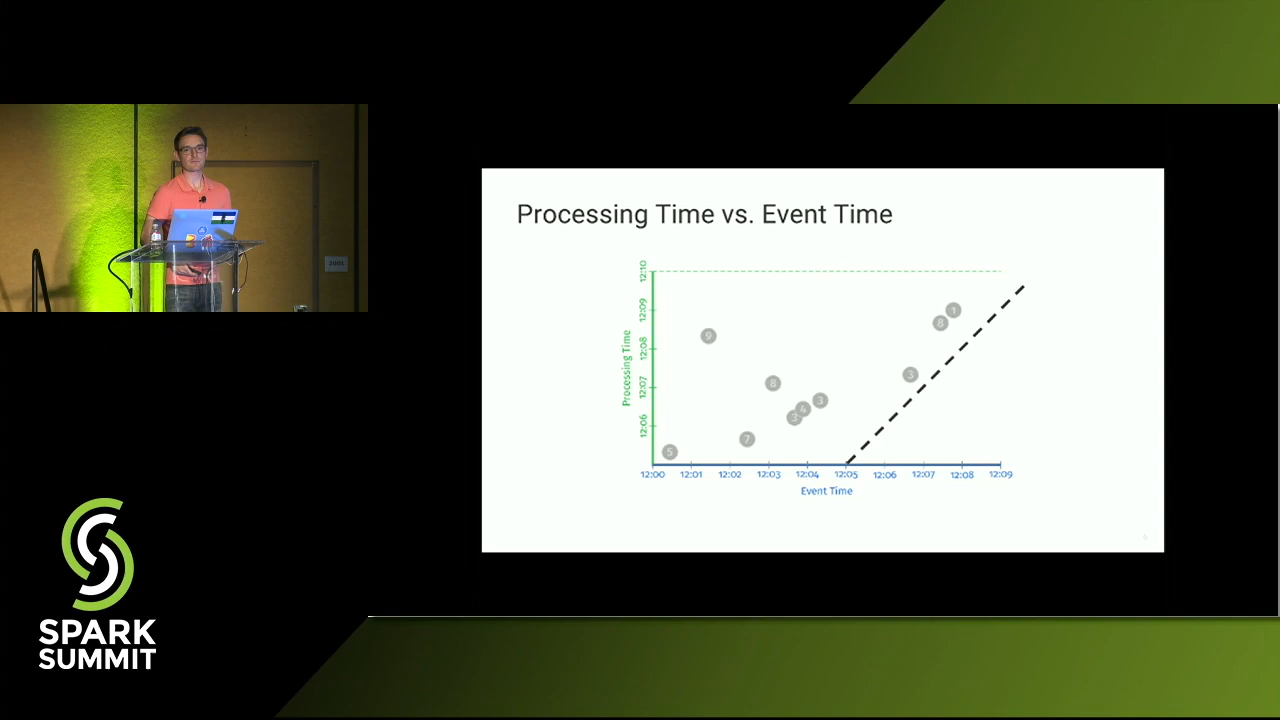 Processing Time vs. Event Time
12:10
12:09
12:08
12:07
12:06
Processing Time
9
8
1
8
3
3
4
3
7
5
12:00 12:01 12:02 12:03 12:04 12:05 12:06 12:07 12:08 12:09
Event Time
SPARK
SUMMIT